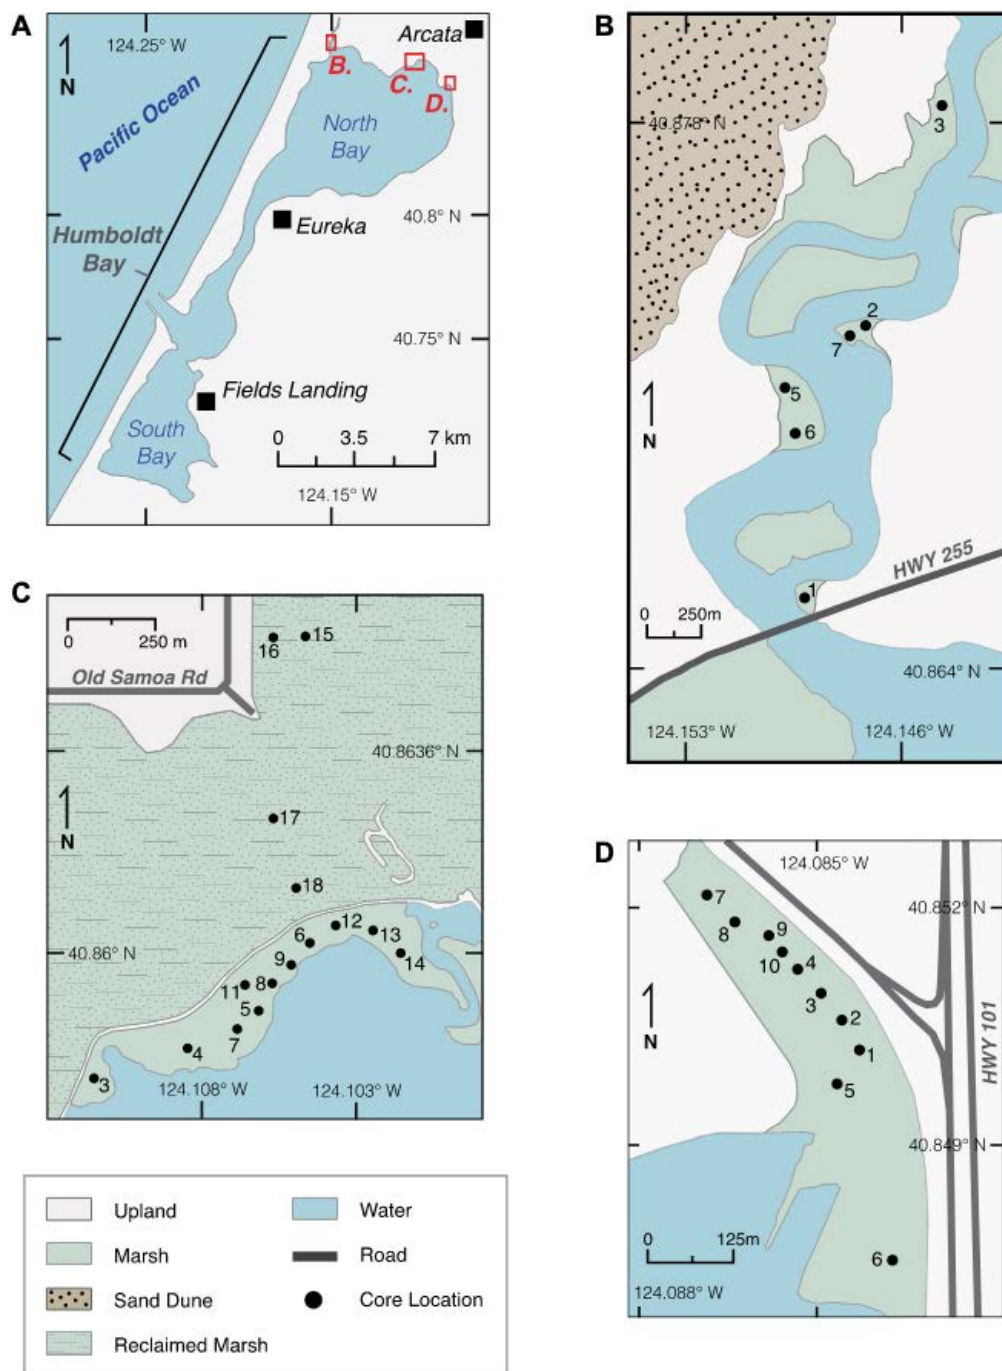 A
124.25° W
Arcata
N
B.
C.
D.
Pacific Ocean
North
Bay
40.8° N
Eureka
Humboldt
Bay
40.75° N
Fields Landing
South
Bay
0 3.5 7 km
124.15° W
B
40.878° N
3
2
7
5
6
N
HWY 255
1
0 250m
40.864° N
124.153° W
124.146° W
C
0 250 m
16
15
Old Samoa Rd
40.8636° N
N
17
18
12
6
13
40.86° N
9
14
11
8
5
7
4
3
124.108° W
124.103° W
D
124.085° W
7
40.852° N
8
9
10
4
3
2
N
1
HWY 101
5
40.849° N
0 125m
6
124.088° W
Upland
Water
Marsh
Road
Sand Dune
Core Location
Reclaimed Marsh